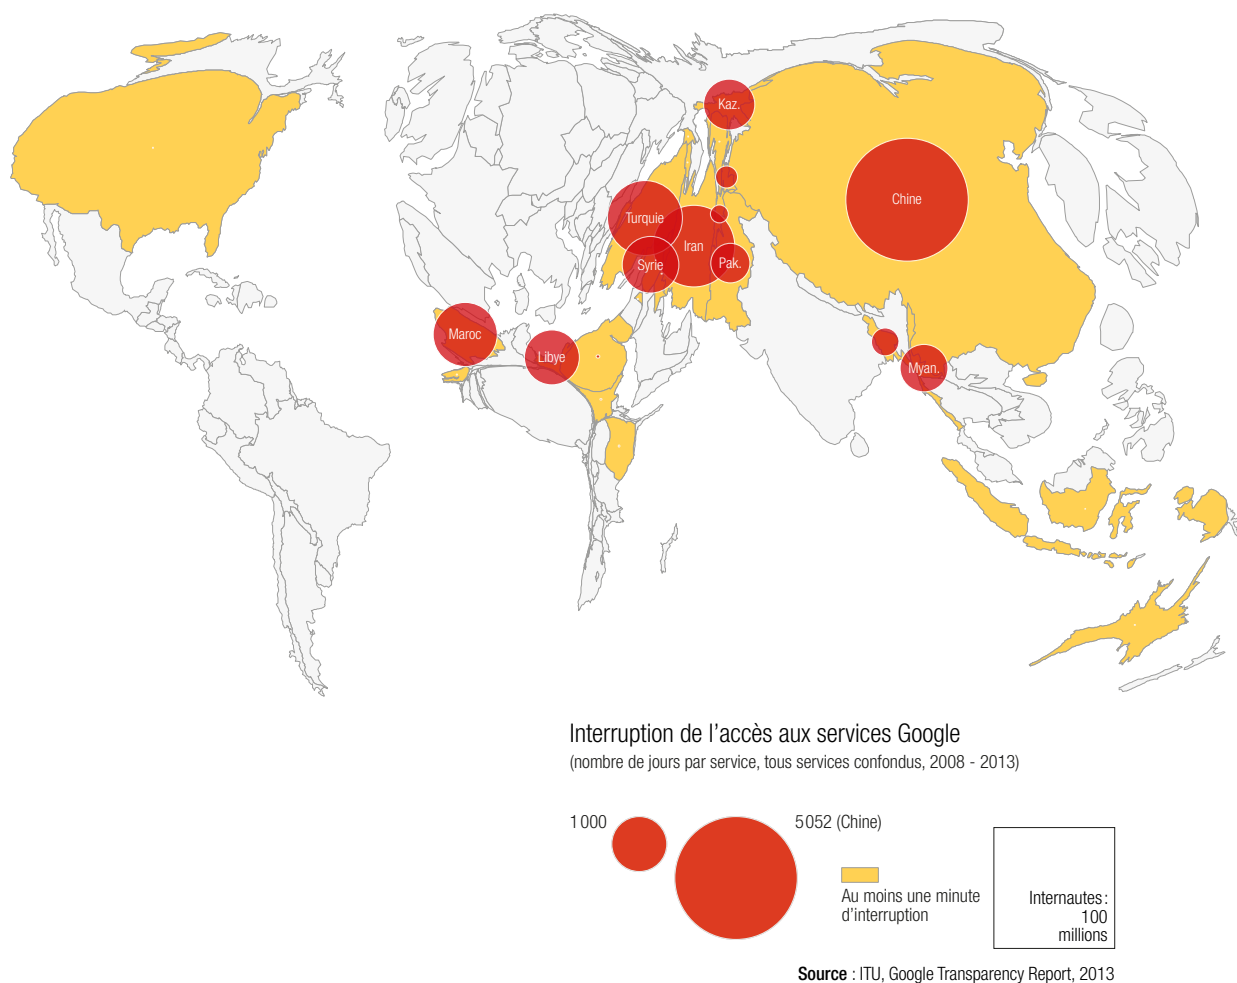 Kaz.
Chine
Turquie
Iran
Syrie
Pak.
Maroc
Libye
Myan.
Interruption de l’accès aux services Google
(nombre de jours par service, tous services confondus, 2008 - 2013)
1 000
5 052 (Chine)
Au moins une minute
d’interruption
Internautes :
100
millions
Source : ITU, Google Transparency Report, 2013